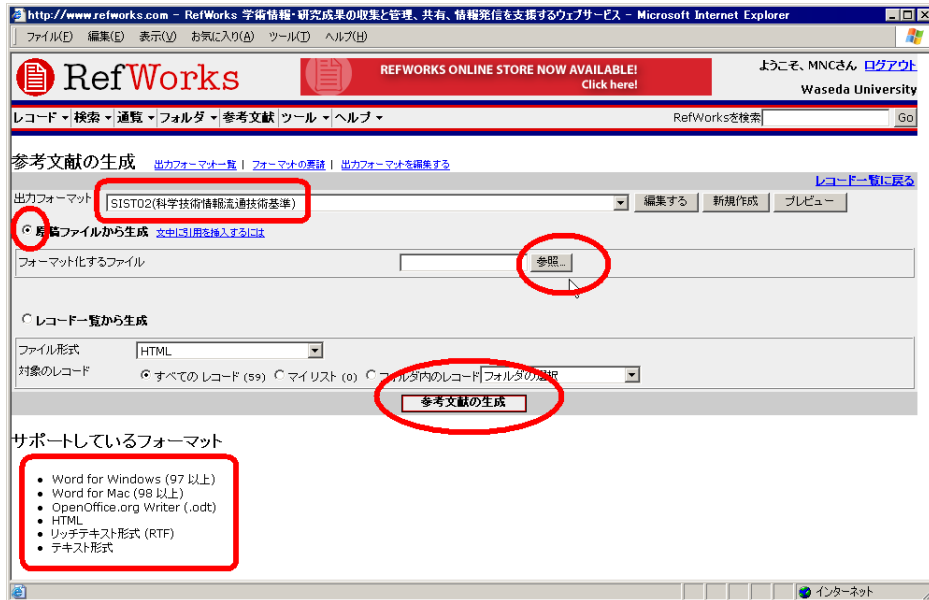 http://www.refworks.com - RefWorks 学術情報・研究成果の収集と管理、共有、情報発信を支援するウェブサービス - Microsoft Internet Explorer
ファイル(F) 編集(E) 表示(V) お気に入り(A) ツール(T) ヘルプ(H)
RefWorks
REFWORKS ONLINE STORE NOW AVAILABLE!
Click here!
ようこそ、MNCさん ログアウト
Waseda University
レコード 検索 通覧 フォルダ 参考文献 ツール ヘルプ
RefWorksを検索 Go
参考文献の生成 出力フォーマット一覧 | フォーマットの要請 | 出力フォーマットを編集する
レコード一覧に戻る
出力フォーマット SIST02(科学技術情報流通技術基準) 編集する 新規作成 プレビュー
原稿ファイルから生成 文中に引用を挿入するには
フォーマット化するファイル 参照...
レコード一覧から生成
ファイル形式 HTML
対象のレコード すべてのレコード (59) マイリスト (0) フォルダ内のレコード フォルダの選択
参考文献の生成
サポートしているフォーマット
• Word for Windows (97 以上)
• Word for Mac (98 以上)
• OpenOffice.org Writer (.odt)
• HTML
• リッチテキスト形式 (RTF)
• テキスト形式
インターネット